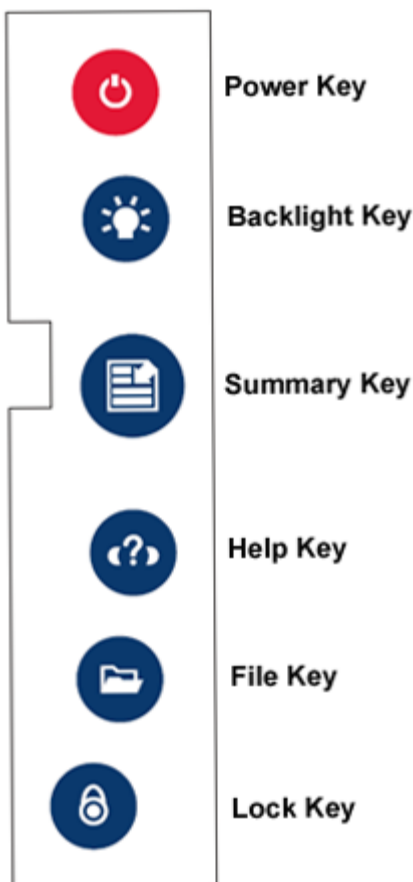 Power Key
Backlight Key
Summary Key
?
Help Key
File Key
Lock Key